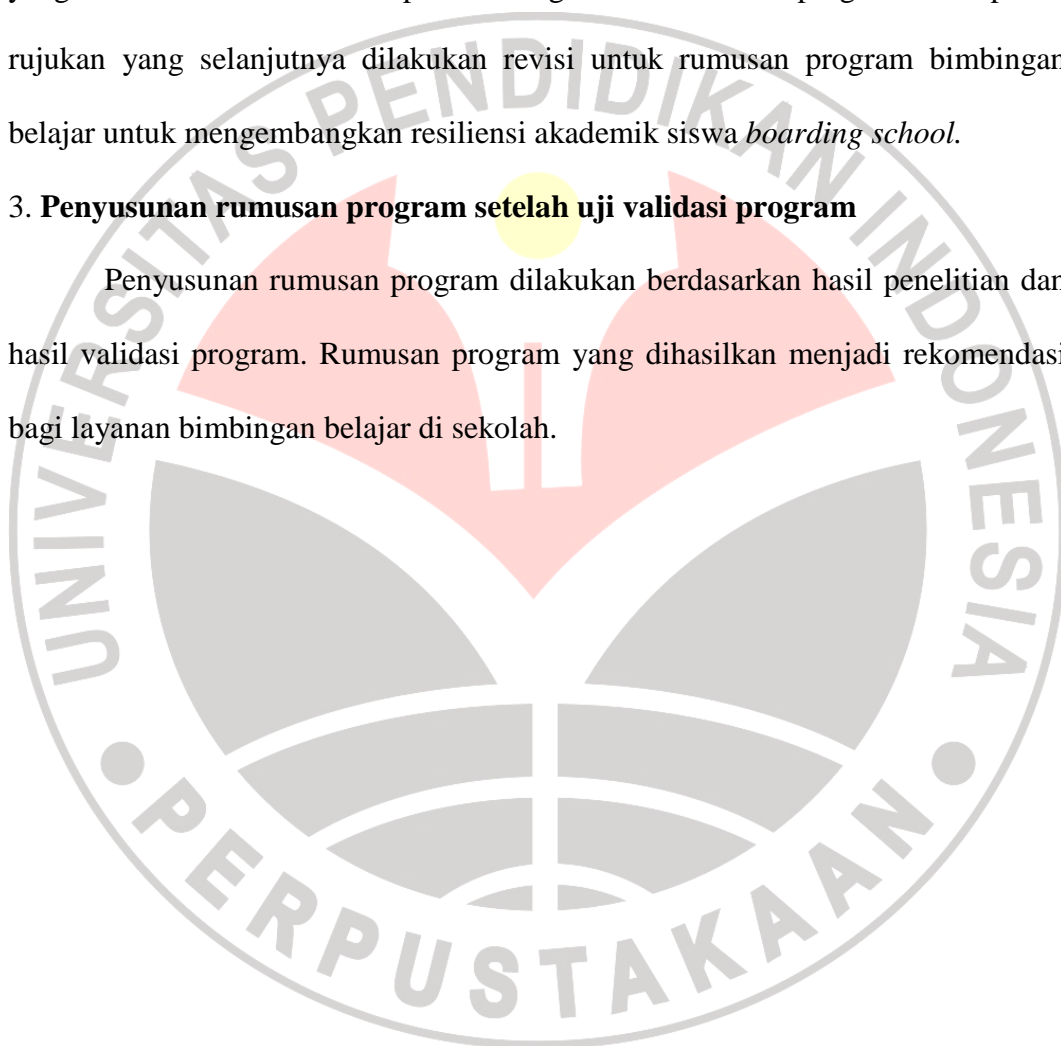 rujukan yang selanjutnya dilakukan revisi untuk rumusan program bimbingan
belajar untuk mengembangkan resiliensi akademik siswa boarding school.
3. Penyusunan rumusan program setelah uji validasi program
Penyusunan rumusan program dilakukan berdasarkan hasil penelitian dan
hasil validasi program. Rumusan program yang dihasilkan menjadi rekomendasi
bagi layanan bimbingan belajar di sekolah.
UNIVERSITAS PENDIDIKAN INDONESIA
PERPUSTAKAAN